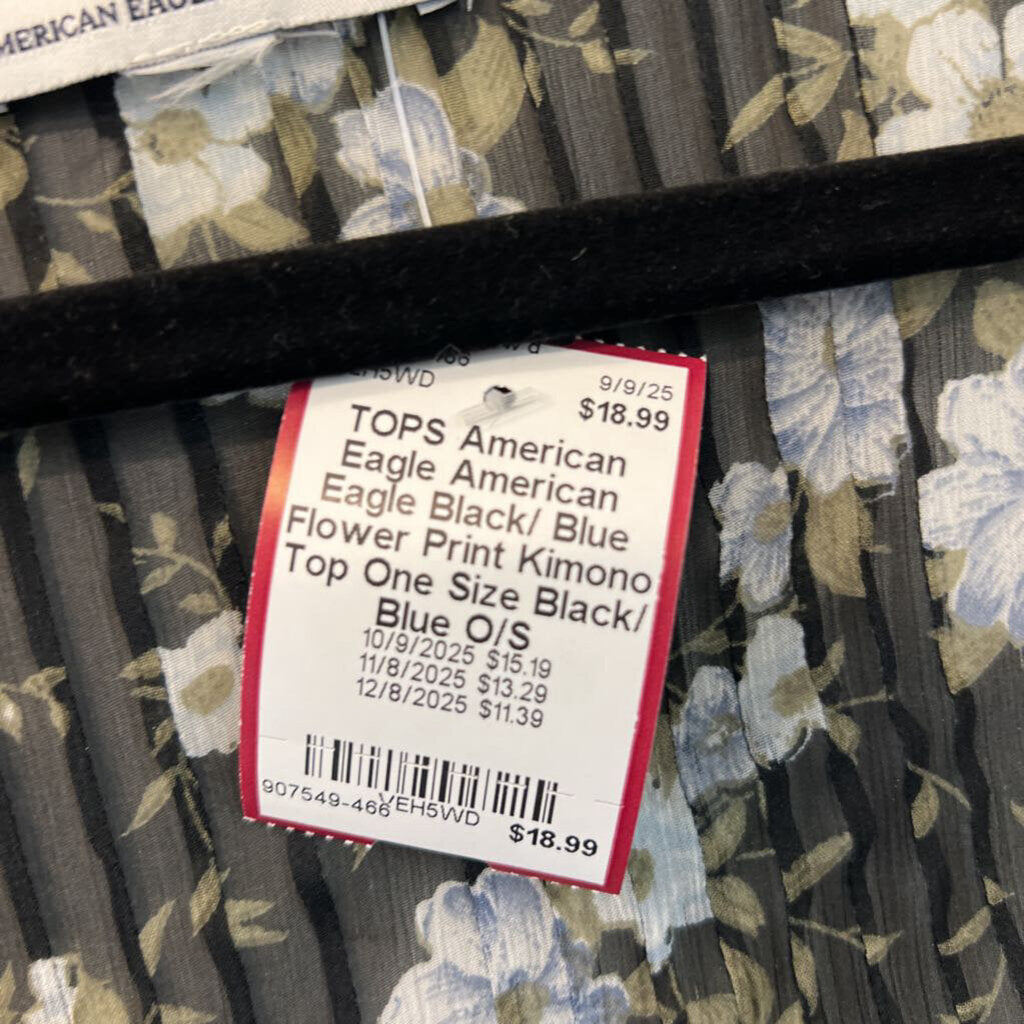 AMERICAN EAGLE
9/9/25
$18.99
TOPS American
Eagle American
Eagle Black/ Blue
Flower Print Kimono
Top One Size Black/
Blue O/S
10/9/2025 $15.19
11/8/2025 $13.29
12/8/2025 $11.39
907549-466 VEH5WD
$18.99